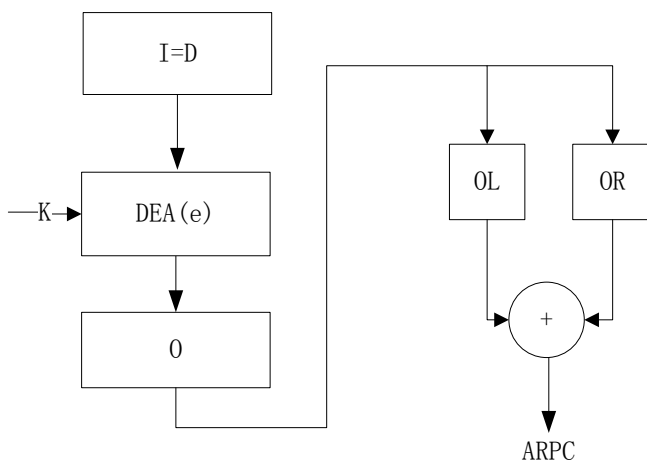 I=D
K
DEA(e)
O
OL
OR
+
ARPC